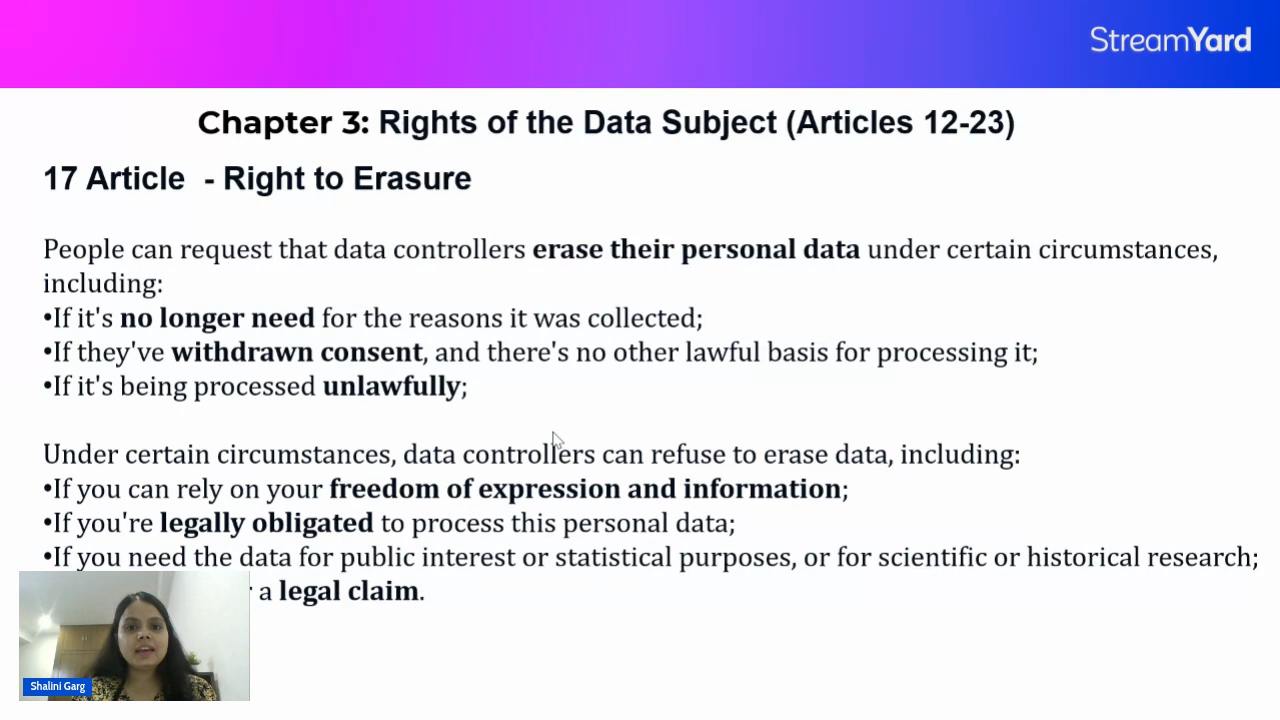 StreamYard
Chapter 3: Rights of the Data Subject (Articles 12-23)
17 Article - Right to Erasure
People can request that data controllers erase their personal data under certain circumstances,
including:
•If it's no longer need for the reasons it was collected;
•If they've withdrawn consent, and there's no other lawful basis for processing it;
•If it's being processed unlawfully;
Under certain circumstances, data controllers can refuse to erase data, including:
•If you can rely on your freedom of expression and information;
•If you're legally obligated to process this personal data;
•If you need the data for public interest or statistical purposes, or for scientific or historical research;
a legal claim.
Shalini Garg